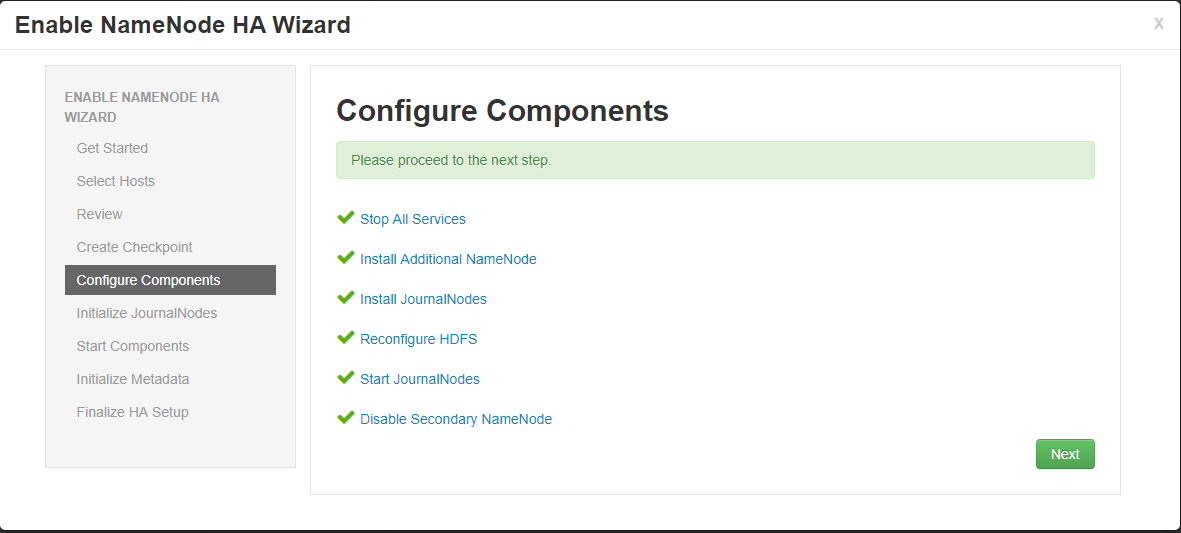 Enable NameNode HA Wizard
x
ENABLE NAMENODE HA
WIZARD
Get Started
Select Hosts
Review
Create Checkpoint
Configure Components
Initialize JournalNodes
Start Components
Initialize Metadata
Finalize HA Setup
Configure Components
Please proceed to the next step.
Stop All Services
Install Additional NameNode
Install JournalNodes
Reconfigure HDFS
Start JournalNodes
Disable Secondary NameNode
Next